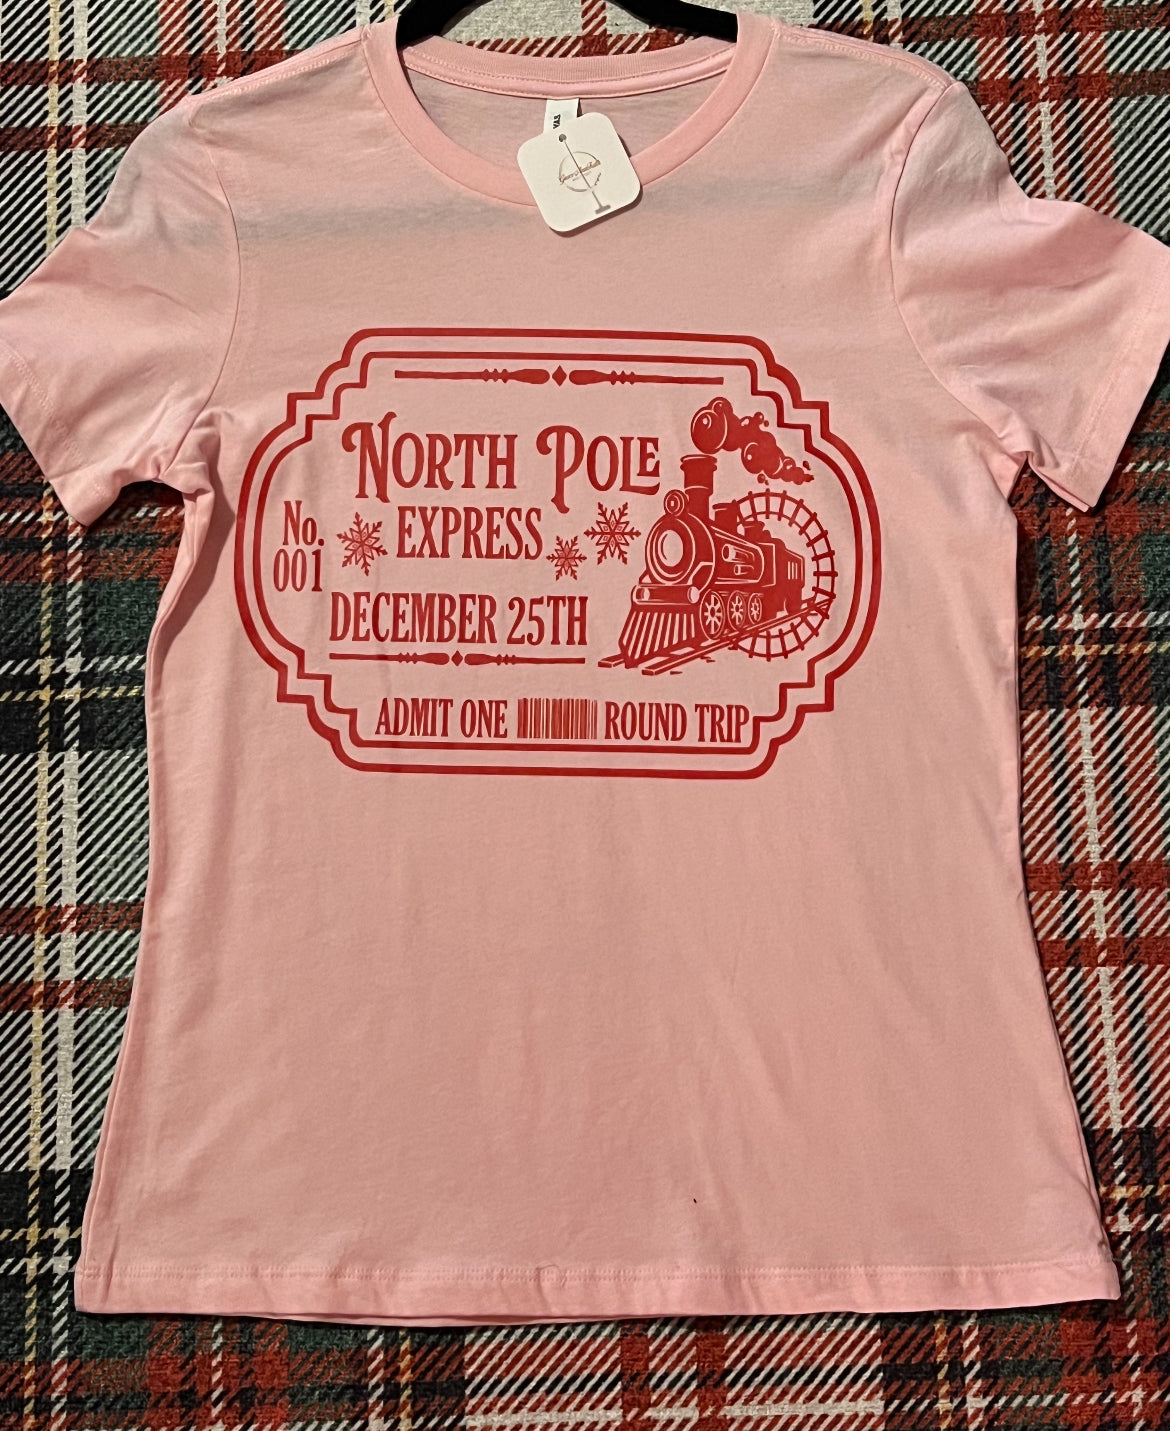 NORTH POLE
EXPRESS
No.
001
DECEMBER 25TH
ADMIT ONE ROUND TRIP